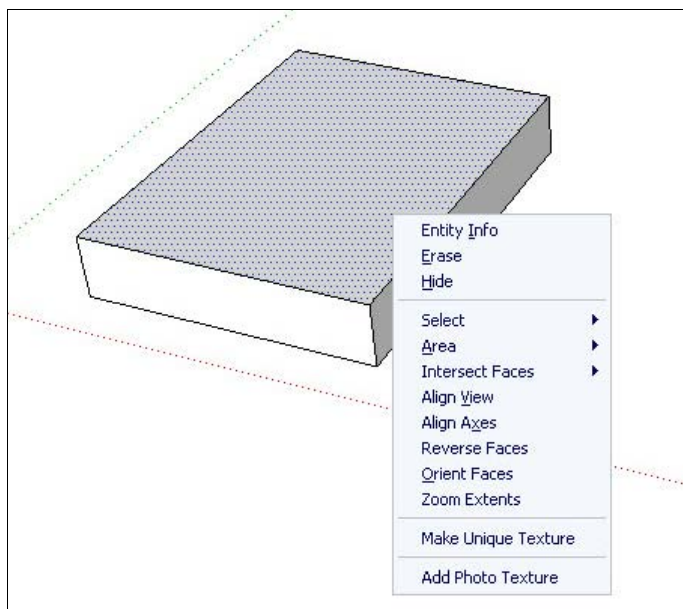 Entity Info
Erase
Hide
Select
Area
Intersect Faces
Align View
Align Axes
Reverse Faces
Orient Faces
Zoom Extents
Make Unique Texture
Add Photo Texture